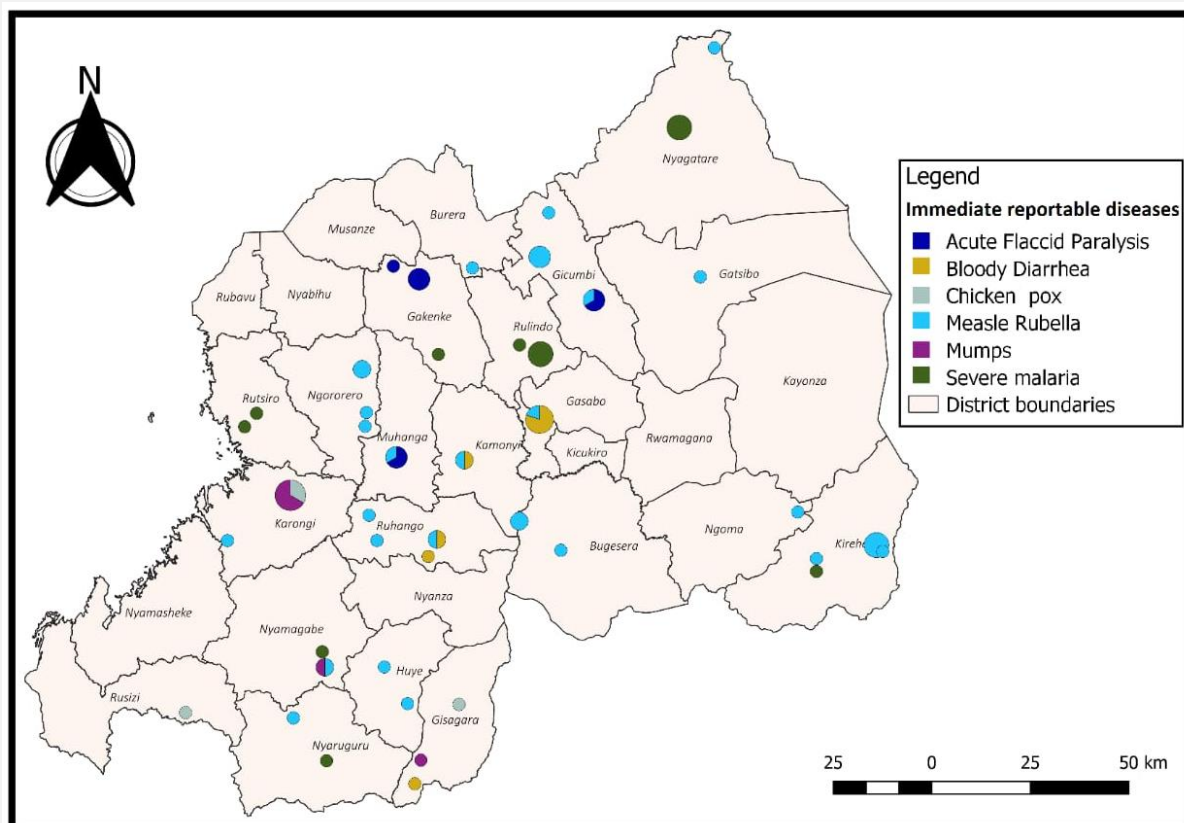 N
Nyagatare
Legend
Immediate reportable diseases
Acute Flaccid Paralysis
Bloody Diarrhea
Chicken pox
Measle Rubella
Mumps
Severe malaria
District boundaries
Burera
Musanze
Gicumbi
Gatsibo
Rubavu
Nyabihu
Gakenke
Rulindo
Kayonza
Rutsiro
Ngororero
Gasabo
Muhanga
Kamonyi
Kicukiro
Rwamagana
Karongi
Ruhango
Bugesera
Ngoma
Kirehe
Nyanza
Nyamasheke
Nyamagabe
Huye
Rusizi
Gisagara
Nyaruguru
25 0 25 50 km